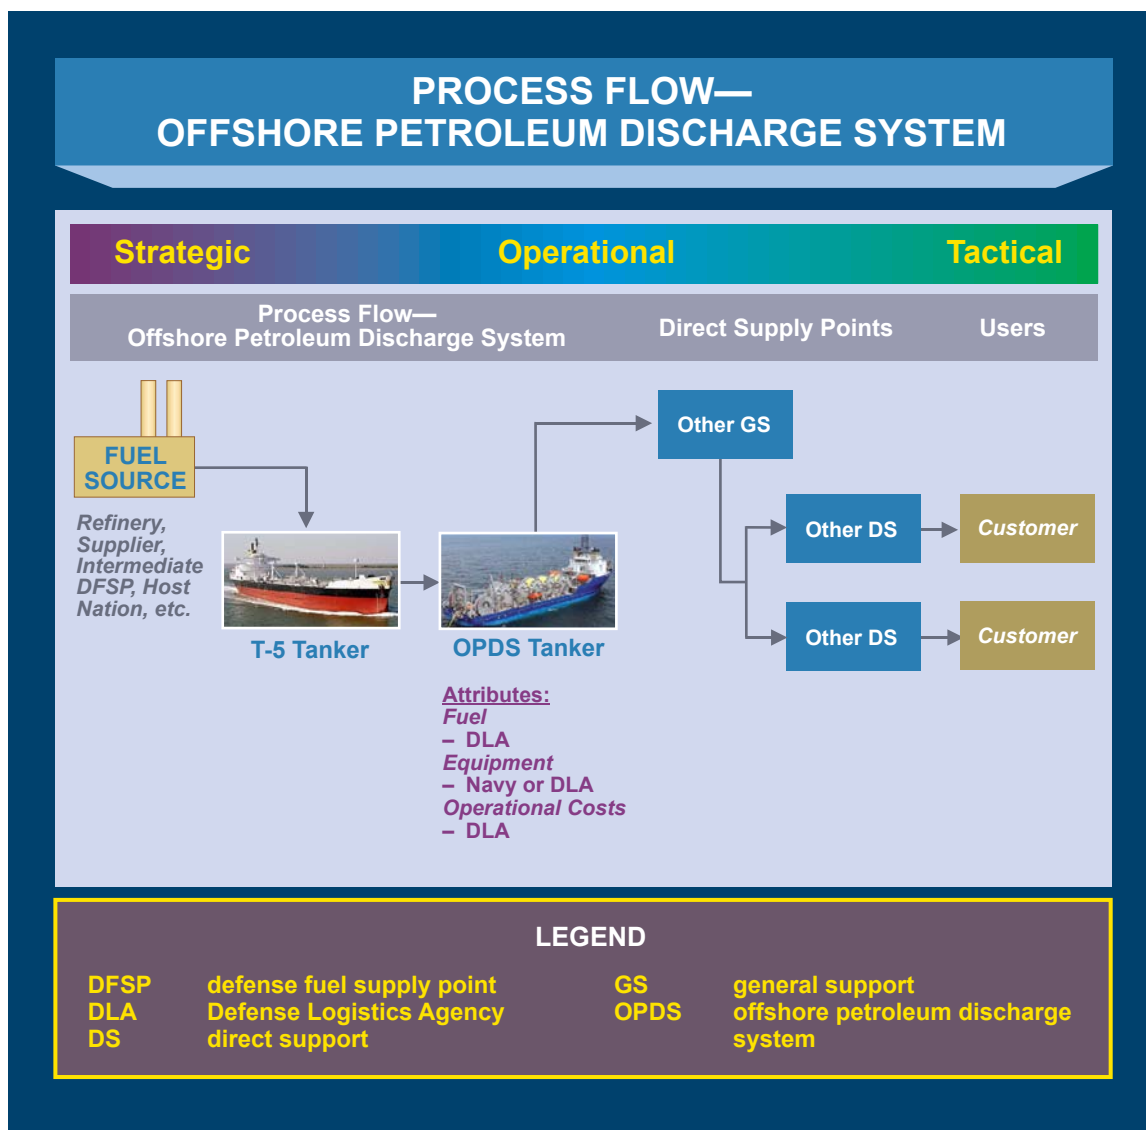 PROCESS FLOW—
OFFSHORE PETROLEUM DISCHARGE SYSTEM
Strategic
Operational
Tactical
Process Flow—
Offshore Petroleum Discharge System
Direct Supply Points
Users
FUEL
SOURCE
Refinery,
Supplier,
Intermediate
DFSP, Host
Nation, etc.
T-5 Tanker
OPDS Tanker
Attributes:
Fuel
– DLA
Equipment
– Navy or DLA
Operational Costs
– DLA
Other GS
Other DS
Customer
Other DS
Customer
LEGEND
DFSP defense fuel supply point
DLA Defense Logistics Agency
DS direct support
GS general support
OPDS offshore petroleum discharge
system